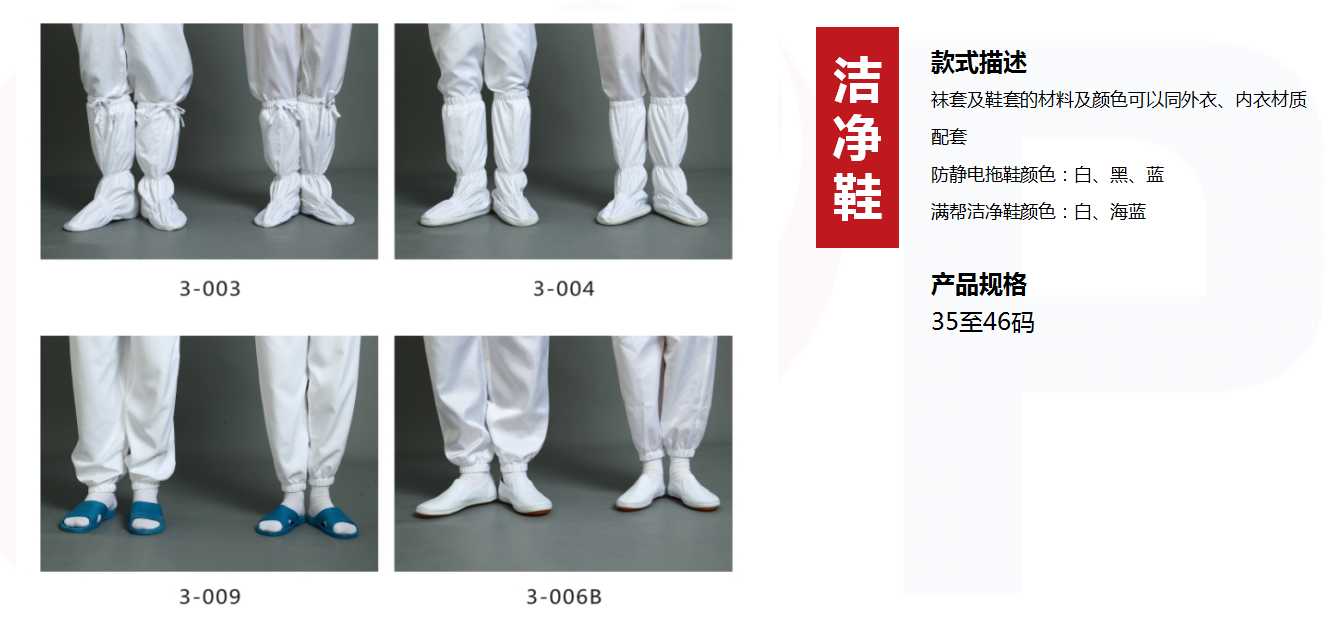 3-003
3-004
3-009
3-006B
洁净鞋
款式描述
袜套及鞋套的材料及颜色可以同外衣、内衣材质
配套
防静电拖鞋颜色：白、黑、蓝
满帮洁净鞋颜色：白、海蓝
产品规格
35至46码